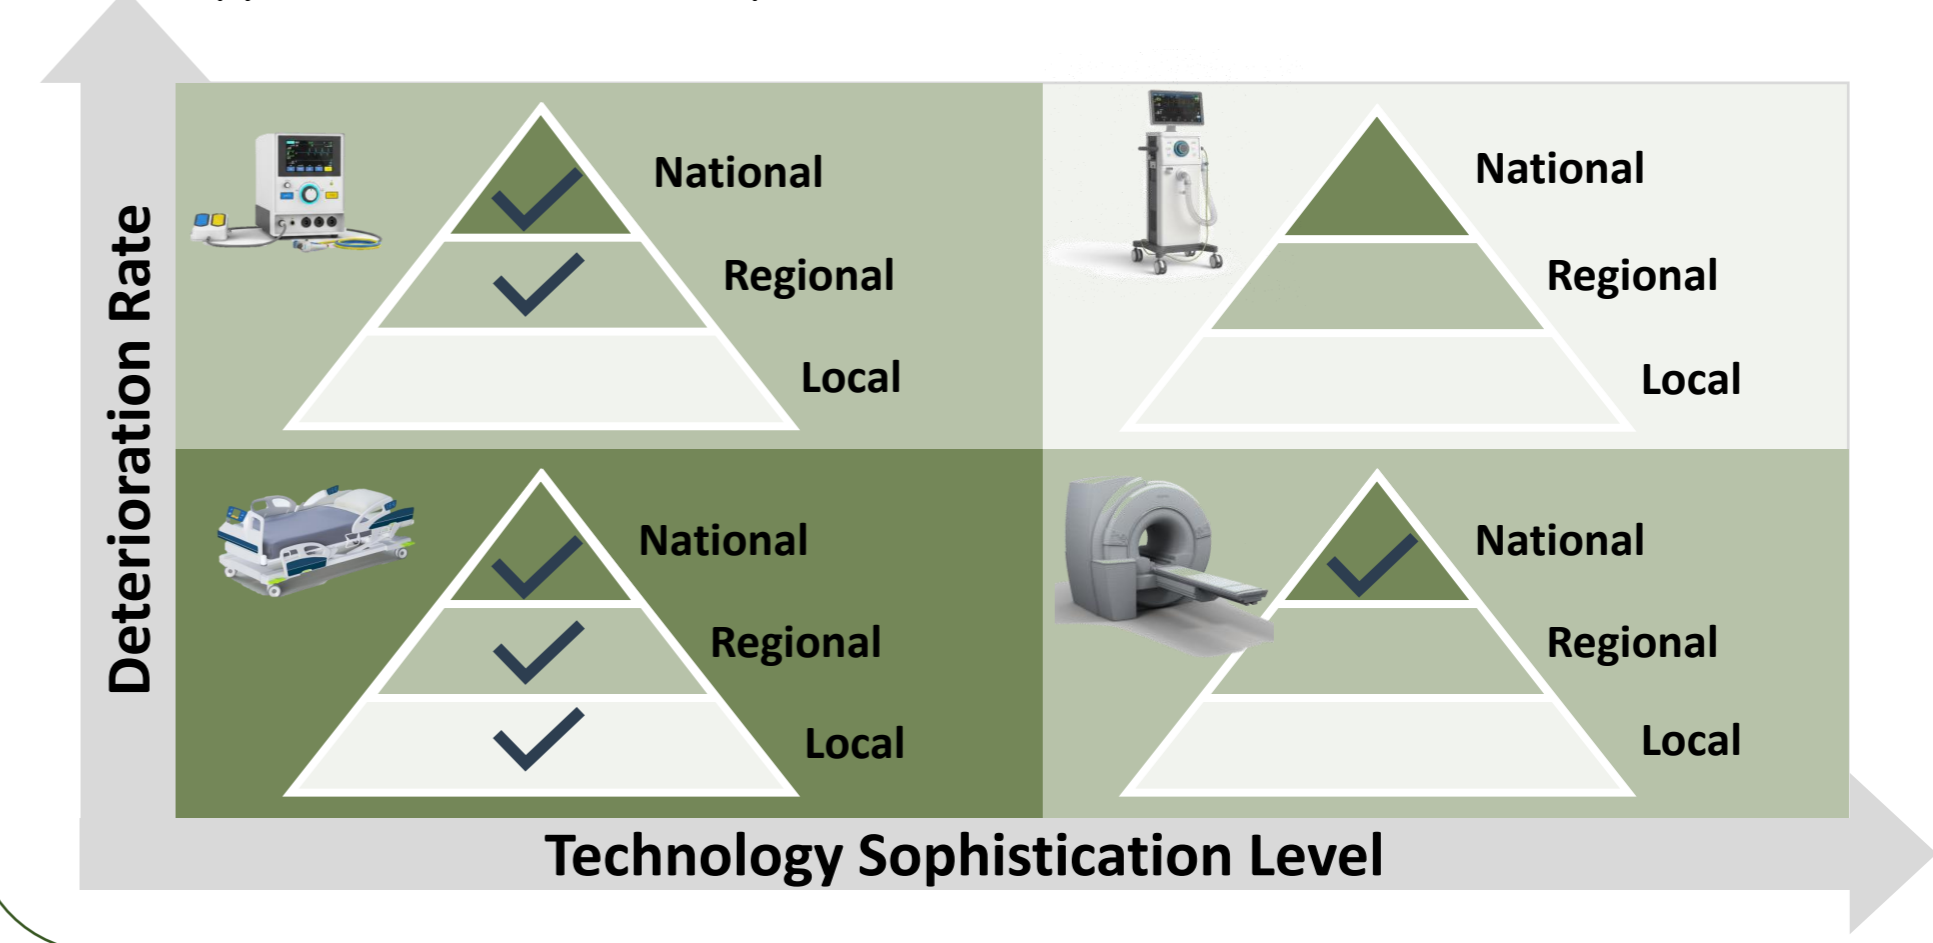 Deterioration Rate
National
Regional
Local
National
Regional
Local
National
Regional
Local
National
Regional
Local
Technology Sophistication Level